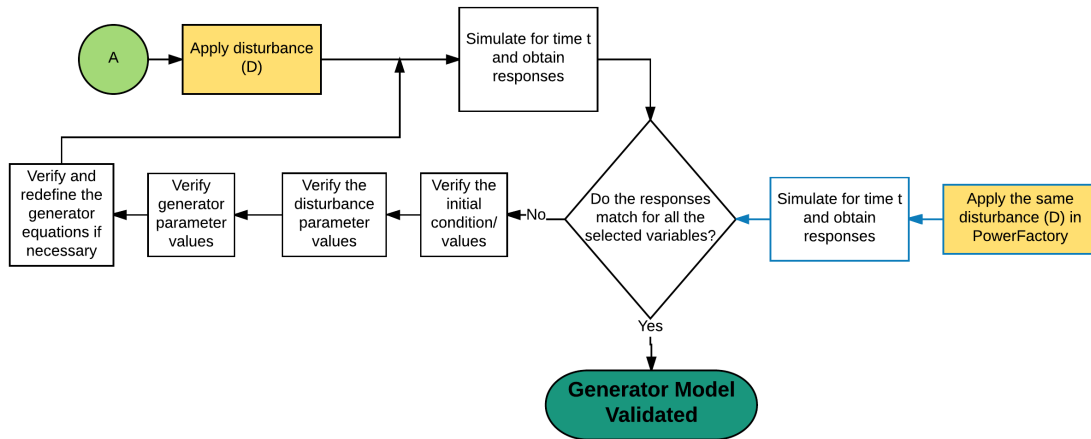 A
Apply disturbance
(D)
Simulate for time t
and obtain
responses
Verify and
redefine the
generator
equations if
necessary
Verify
generator
parameter
values
Verify the
disturbance
parameter
values
Verify the
initial
condition/
values
No
Do the responses
match for all the
selected variables?
Simulate for time t
and obtain
responses
Apply the same
disturbance (D) in
PowerFactory
Yes
Generator Model
Validated